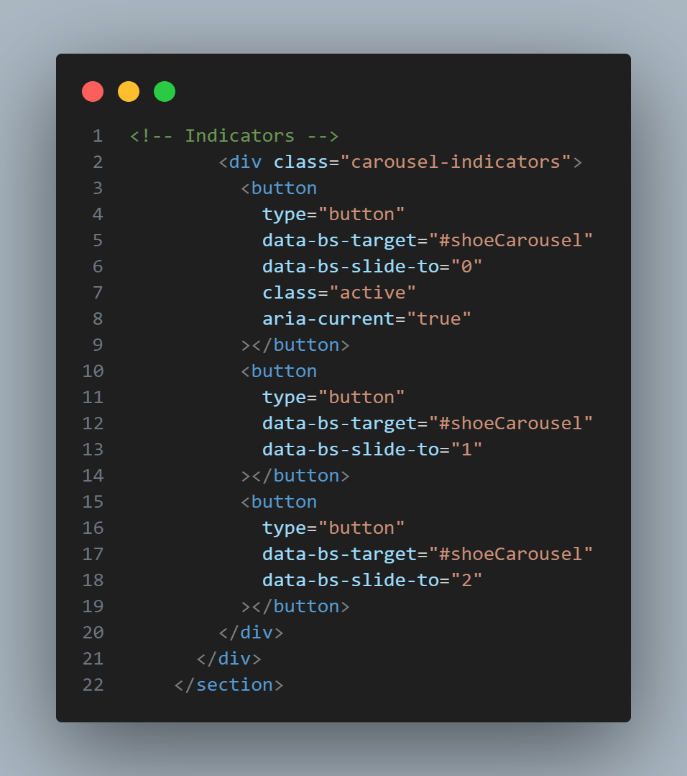 1 <!-- Indicators -->
2 <div class="carousel-indicators">
3 <button
4 type="button"
5 data-bs-target="#shoeCarousel"
6 data-bs-slide-to="0"
7 class="active"
8 aria-current="true"
9 ></button>
10 <button
11 type="button"
12 data-bs-target="#shoeCarousel"
13 data-bs-slide-to="1"
14 ></button>
15 <button
16 type="button"
17 data-bs-target="#shoeCarousel"
18 data-bs-slide-to="2"
19 ></button>
20 </div>
21 </div>
22 </section>